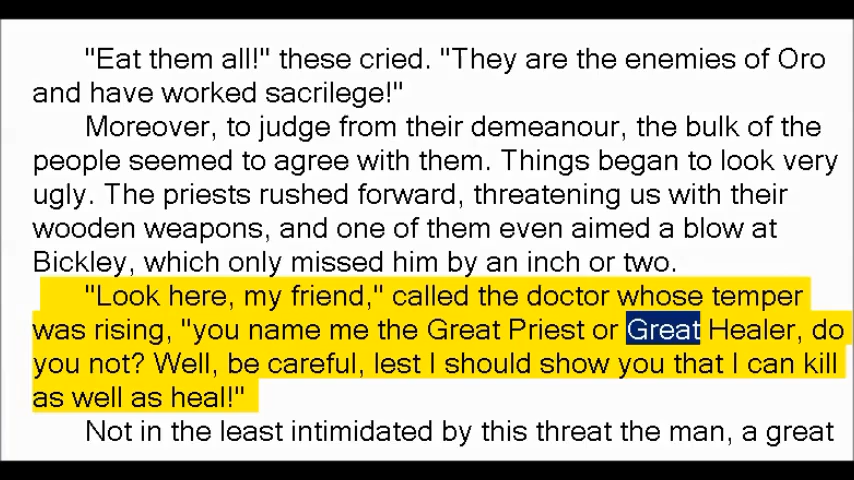 "Eat them all!" these cried. "They are the enemies of Oro
and have worked sacrilege!"
Moreover, to judge from their demeanour, the bulk of the
people seemed to agree with them. Things began to look very
ugly. The priests rushed forward, threatening us with their
wooden weapons, and one of them even aimed a blow at
Bickley, which only missed him by an inch or two.
"Look here, my friend," called the doctor whose temper
was rising, "you name me the Great Priest or Great Healer, do
you not? Well, be careful, lest I should show you that I can kill
as well as heal!"
Not in the least intimidated by this threat the man, a great